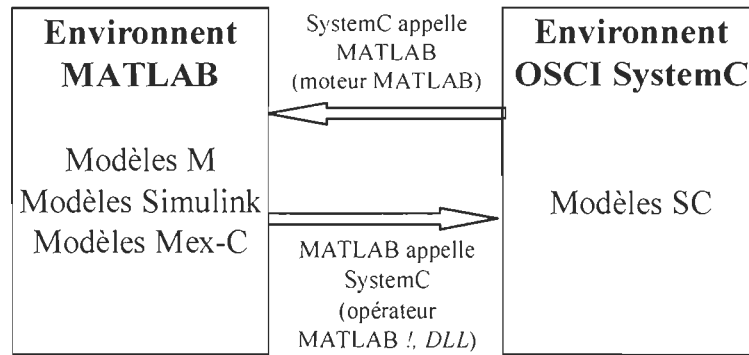 Environnent
MATLAB
Modèles M
Modèles Simulink
Modèles Mex-C
SystemC appelle
MATLAB
(moteur MATLAB)
MATLAB appelle
SystemC
(opérateur
MATLAB !, DLL)
Environnent
OSCI SystemC
Modèles SC